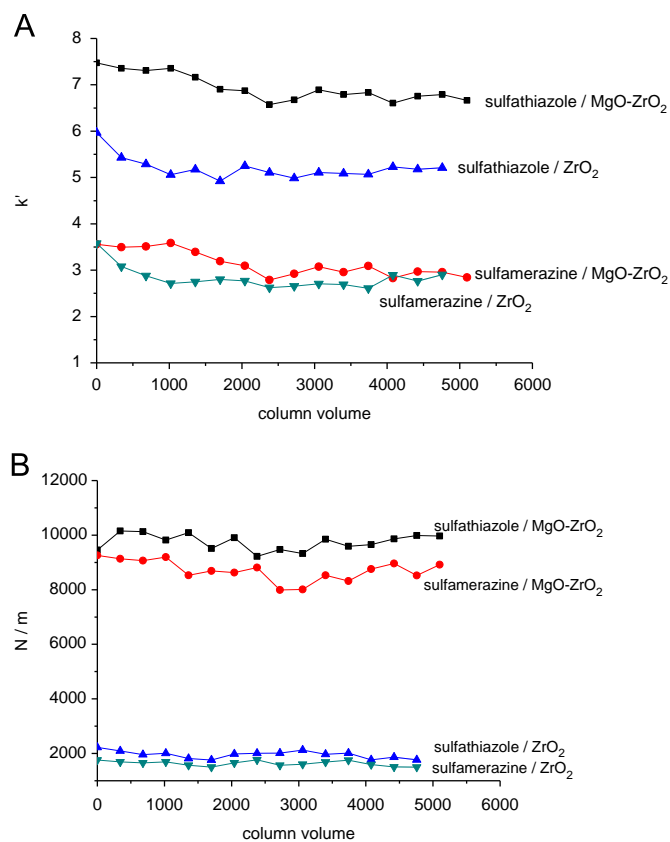 A
8
7
6
5
4
3
2
1
k'
sulfathiazole / MgO-ZrO₂
sulfathiazole / ZrO₂
sulfamerazine / MgO-ZrO₂
sulfamerazine / ZrO₂
0 1000 2000 3000 4000 5000 6000
column volume
B
12000
10000
8000
6000
4000
2000
N / m
sulfathiazole / MgO-ZrO₂
sulfamerazine / MgO-ZrO₂
sulfathiazole / ZrO₂
sulfamerazine / ZrO₂
0 1000 2000 3000 4000 5000 6000
column volume